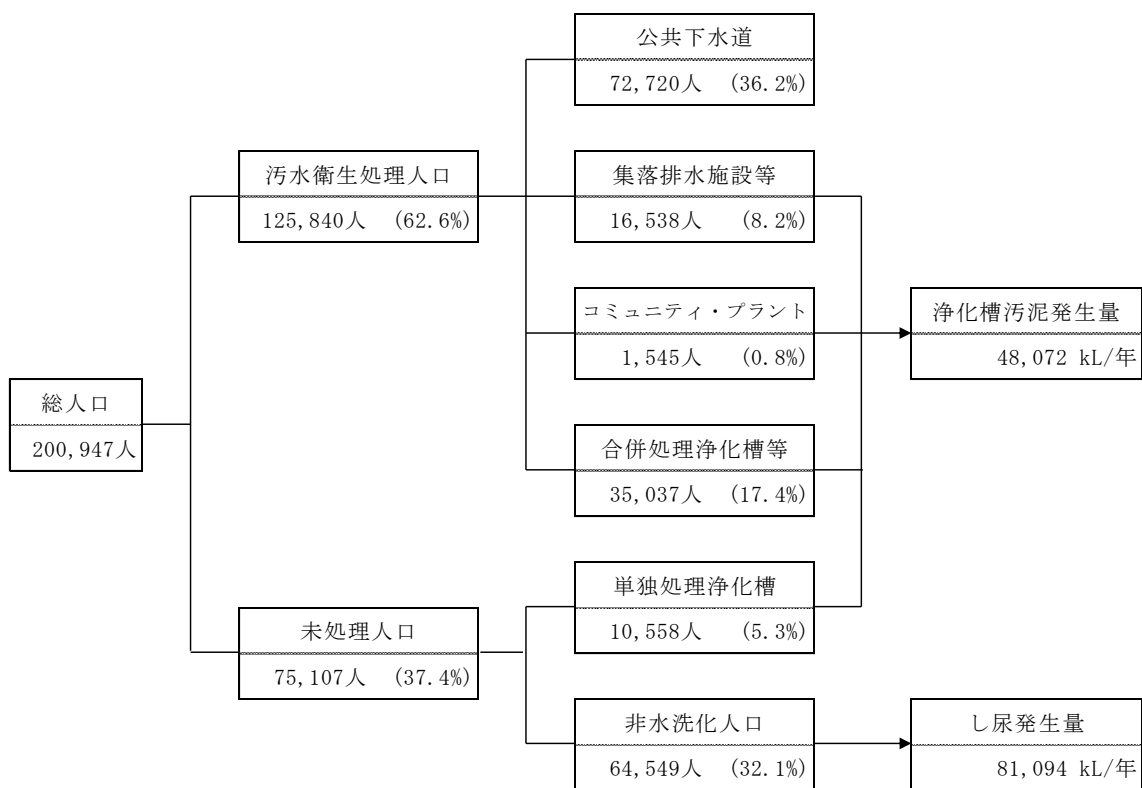 公共下水道
72,720人 (36.2%)
汚水衛生処理人口
125,840人 (62.6%)
集落排水施設等
16,538人 (8.2%)
コミュニティ・プラント
1,545人 (0.8%)
浄化槽汚泥発生量
48,072 kL/年
総人口
200,947人
合併処理浄化槽等
35,037人 (17.4%)
単独処理浄化槽
10,558人 (5.3%)
未処理人口
75,107人 (37.4%)
非水洗化人口
64,549人 (32.1%)
し尿発生量
81,094 kL/年